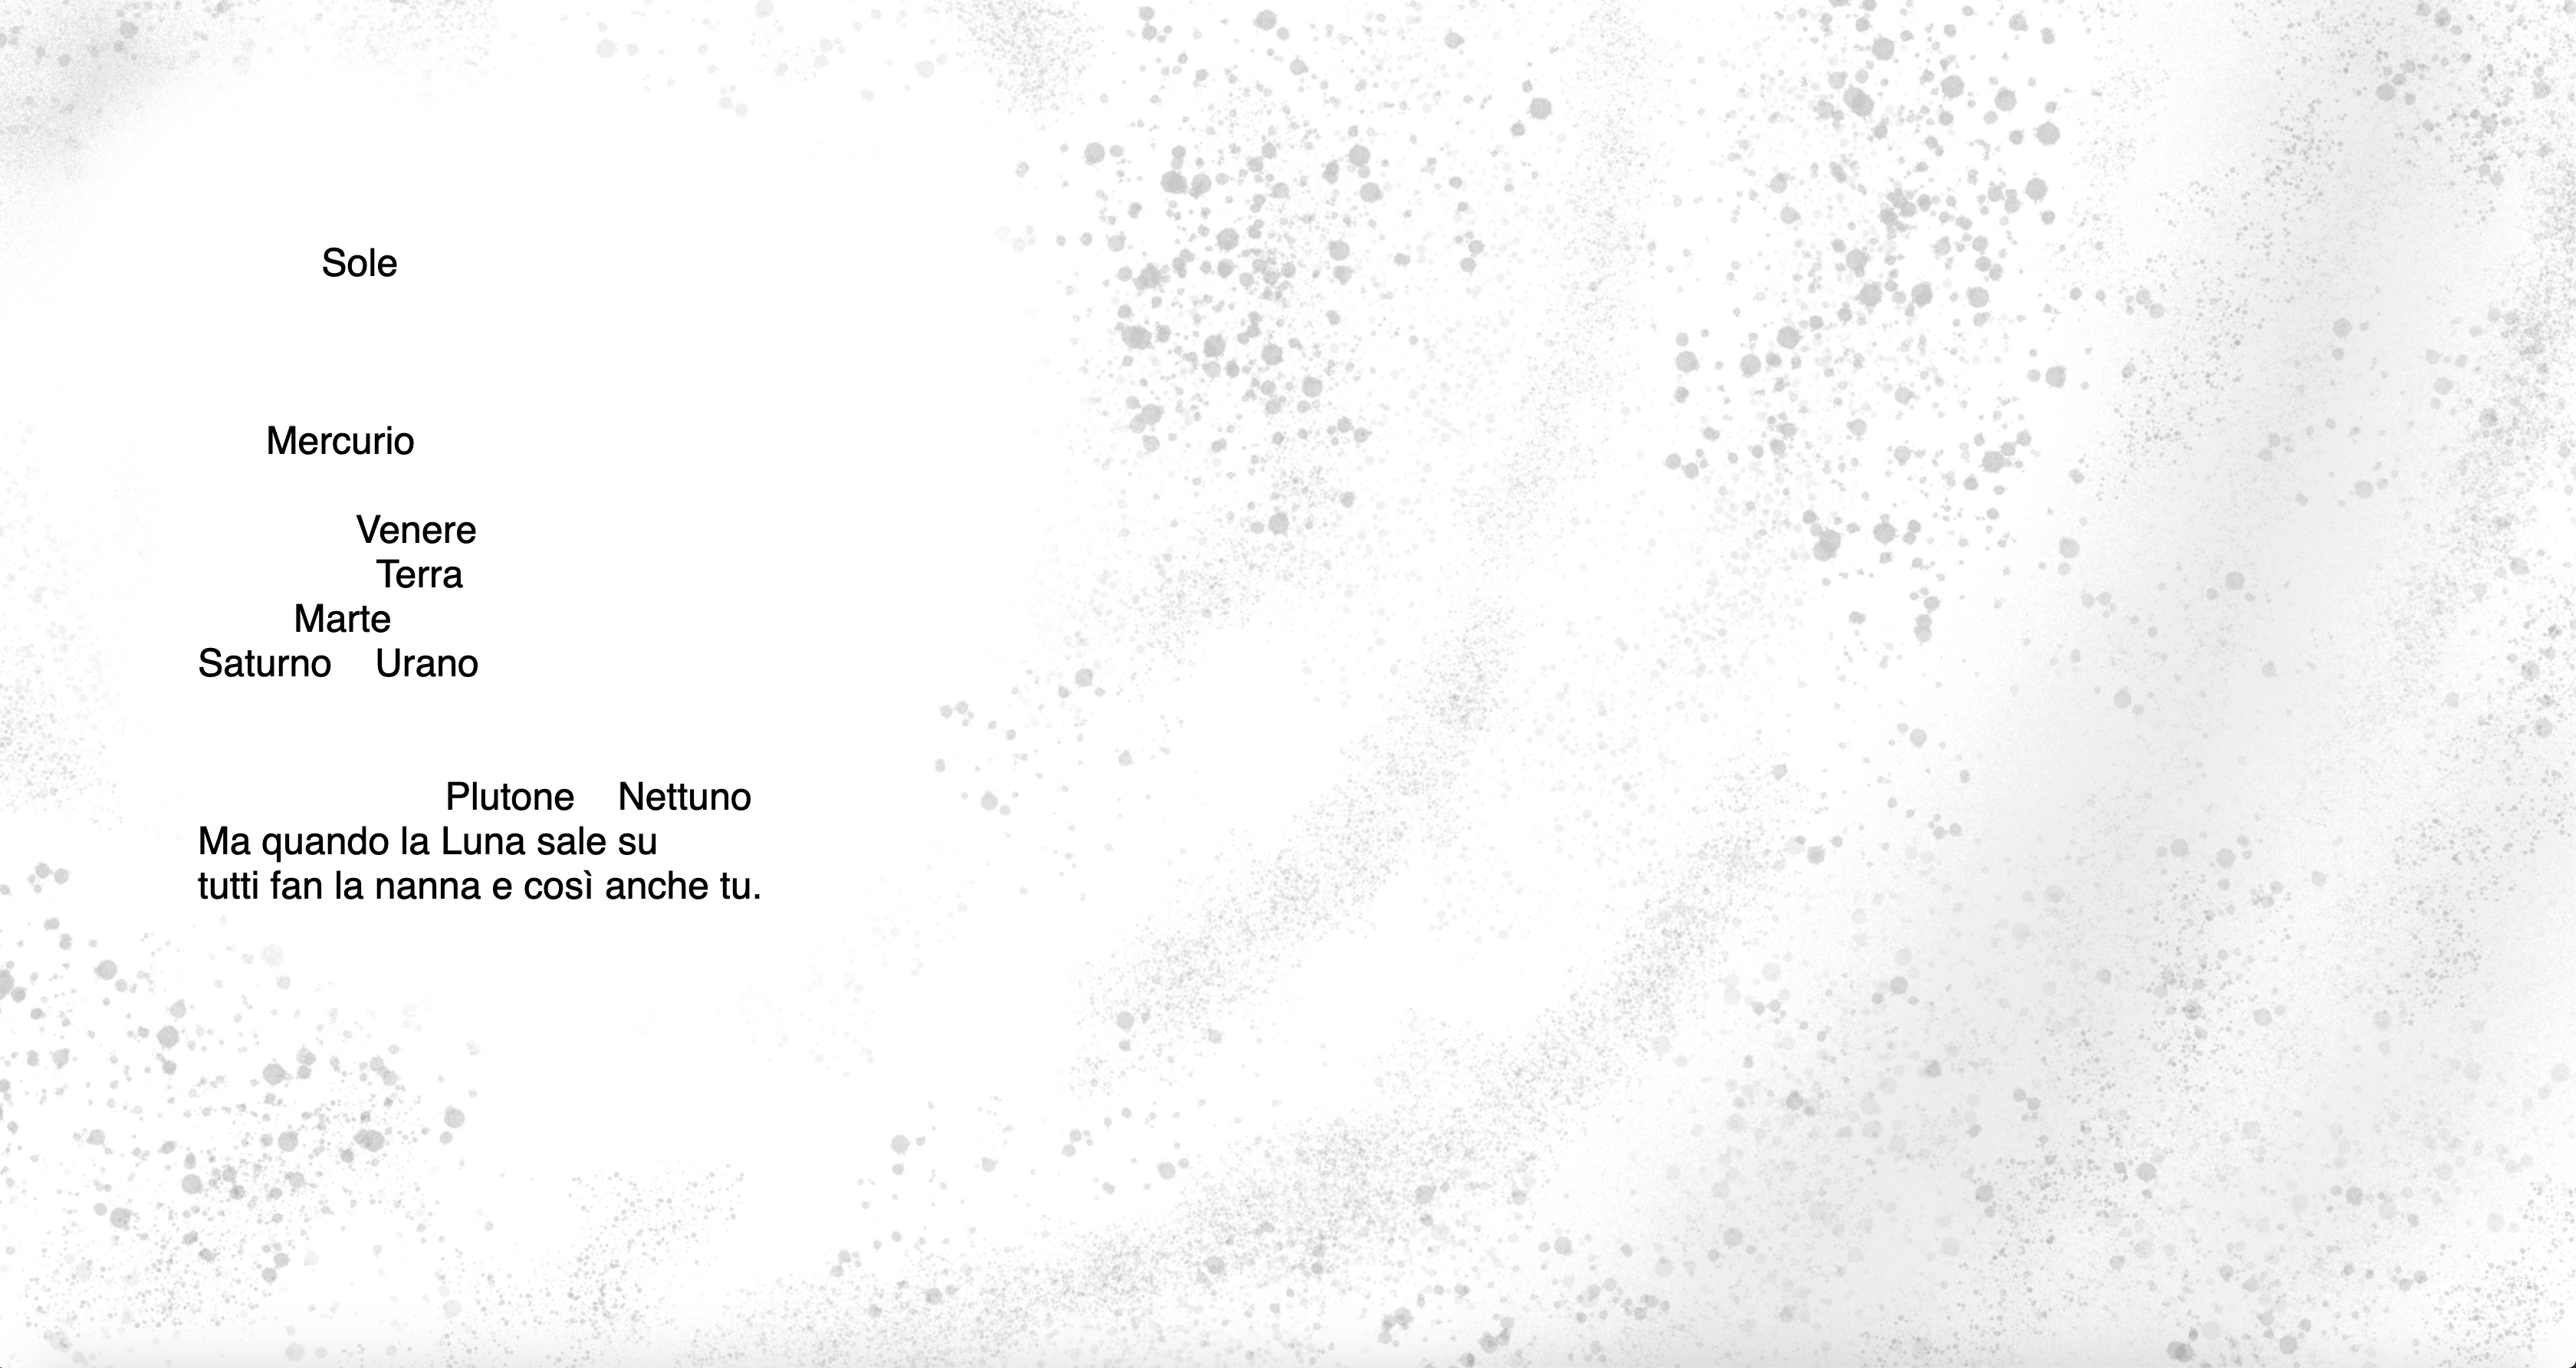 Sole
Mercurio
Venere
Terra
Marte
Saturno Urano
Plutone Nettuno
Ma quando la Luna sale su
tutti fan la nanna e così anche tu.